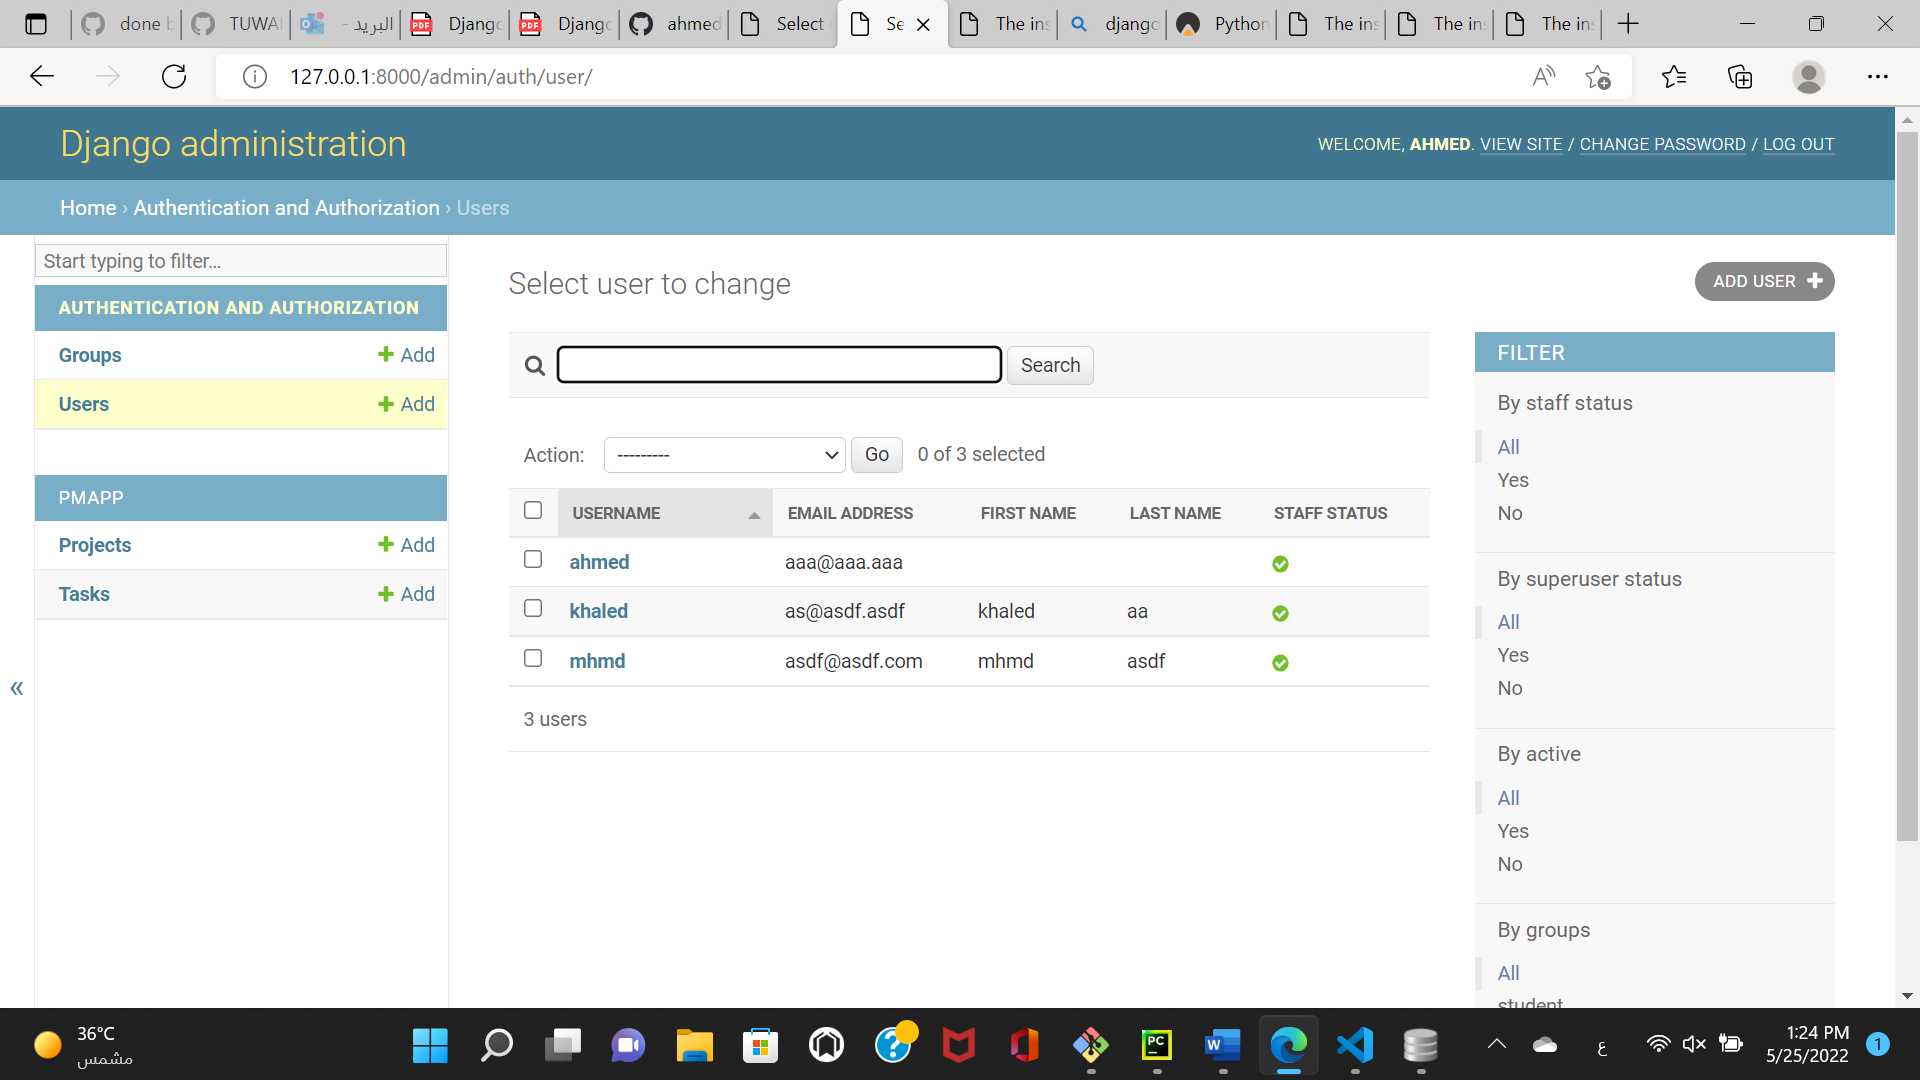 done b
TUWAI
البريد -
Django
Django
ahmed
Select
Se
The ins
django
Python
The ins
The ins
The ins
127.0.0.1:8000/admin/auth/user/
Django administration
WELCOME, AHMED. VIEW SITE / CHANGE PASSWORD / LOG OUT
Home › Authentication and Authorization › Users
Start typing to filter...
AUTHENTICATION AND AUTHORIZATION
Groups + Add
Users + Add
PMAPP
Projects + Add
Tasks + Add
«
Select user to change
ADD USER +
Search
Action: --------- Go 0 of 3 selected
USERNAME EMAIL ADDRESS FIRST NAME LAST NAME STAFF STATUS
ahmed aaa@aaa.aaa
khaled as@asdf.asdf khaled aa
mhmd asdf@asdf.com mhmd asdf
3 users
FILTER
By staff status
All
Yes
No
By superuser status
All
Yes
No
By active
All
Yes
No
By groups
All
student
36°C
مشمس
PC
W
ع
1:24 PM
5/25/2022
1